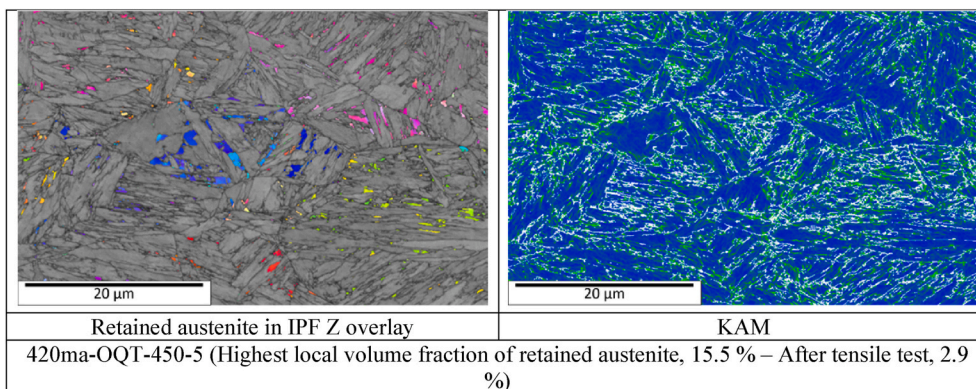 20 µm
20 µm
Retained austenite in IPF Z overlay
KAM
420ma-OQT-450-5 (Highest local volume fraction of retained austenite, 15.5 % – After tensile test, 2.9
%)